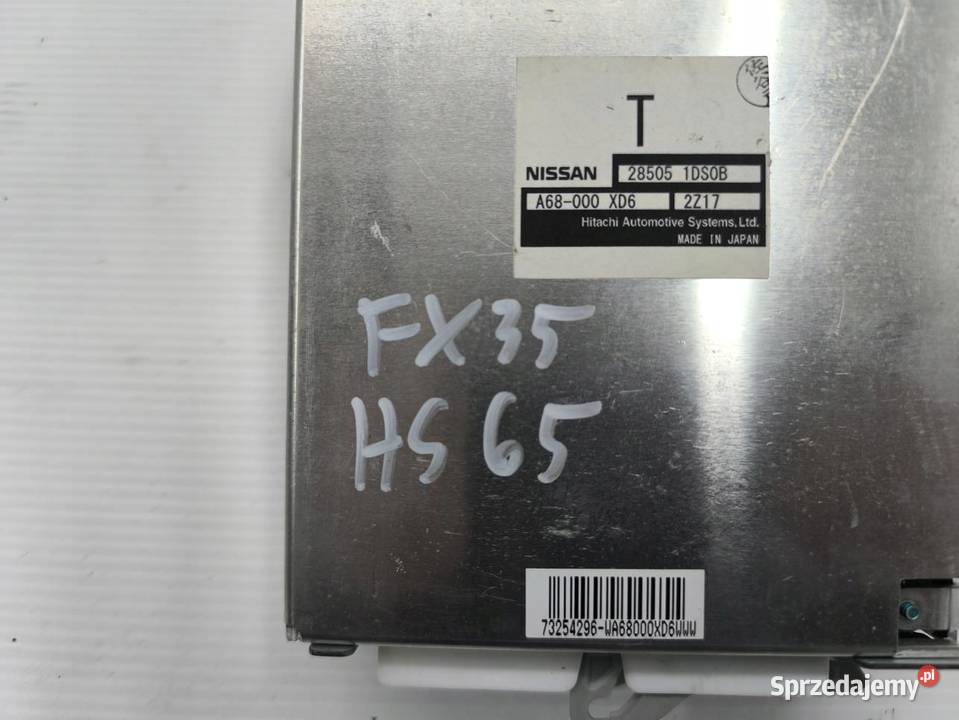 T
NISSAN 28505 1DS0B
A68-000 XD6 2Z17
Hitachi Automotive Systems, Ltd.
MADE IN JAPAN
FX35
HS65
73254296-WA68000XD6WWW
Sprzedajemy.pl